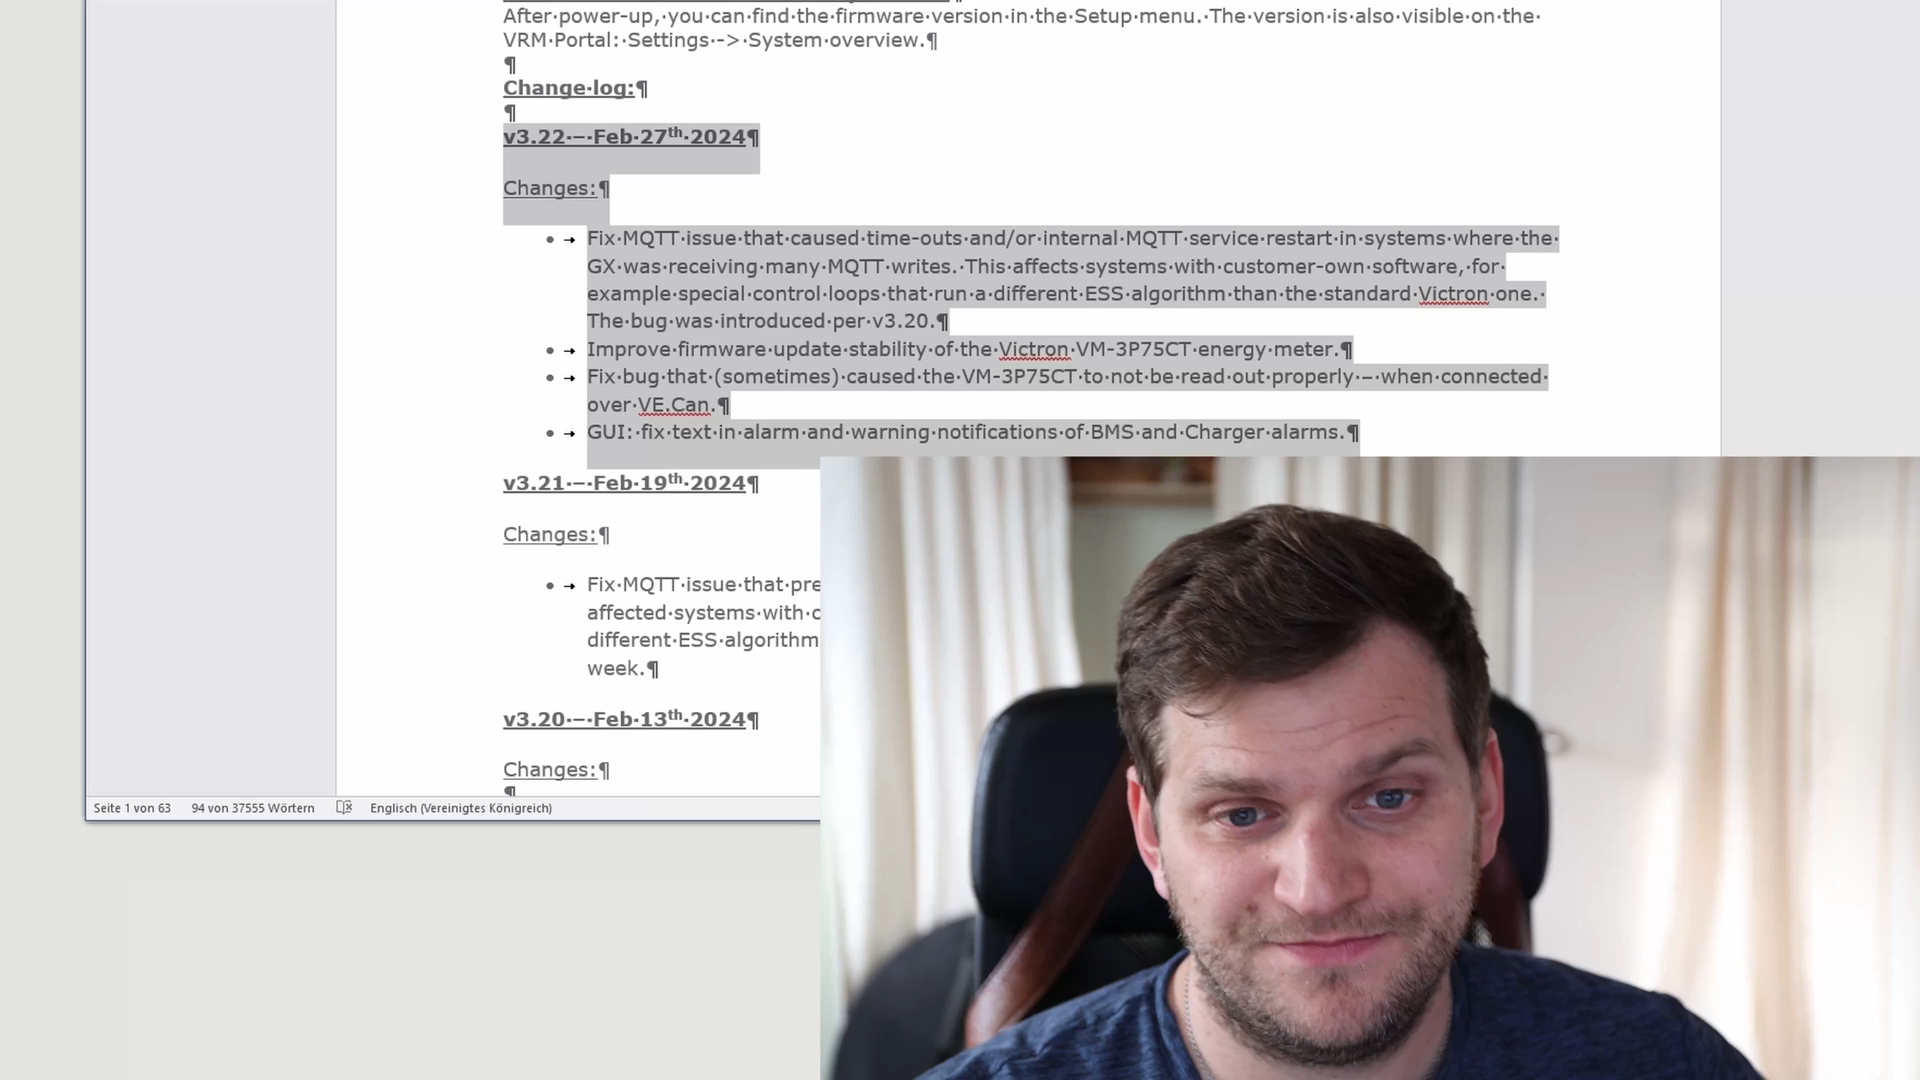 After power-up, you can find the firmware version in the Setup menu. The version is also visible on the
VRM Portal: Settings -> System overview.¶
¶
Change log:¶
¶
v3.22 – Feb 27th 2024¶
Changes:¶
• → Fix MQTT issue that caused time-outs and/or internal MQTT service restart in systems where the
GX was receiving many MQTT writes. This affects systems with customer-own software, for
example special control loops that run a different ESS algorithm than the standard Victron one.
The bug was introduced per v3.20.¶
• → Improve firmware update stability of the Victron VM-3P75CT energy meter.¶
• → Fix bug that (sometimes) caused the VM-3P75CT to not be read out properly – when connected
over VE.Can.¶
• → GUI: fix text in alarm and warning notifications of BMS and Charger alarms.¶
v3.21 – Feb 19th 2024¶
Changes:¶
• → Fix MQTT issue that pre
affected systems with c
different ESS algorithm
week.¶
v3.20 – Feb 13th 2024¶
Changes:¶
¶
Seite 1 von 63 94 von 37555 Wörtern Englisch (Vereinigtes Königreich)